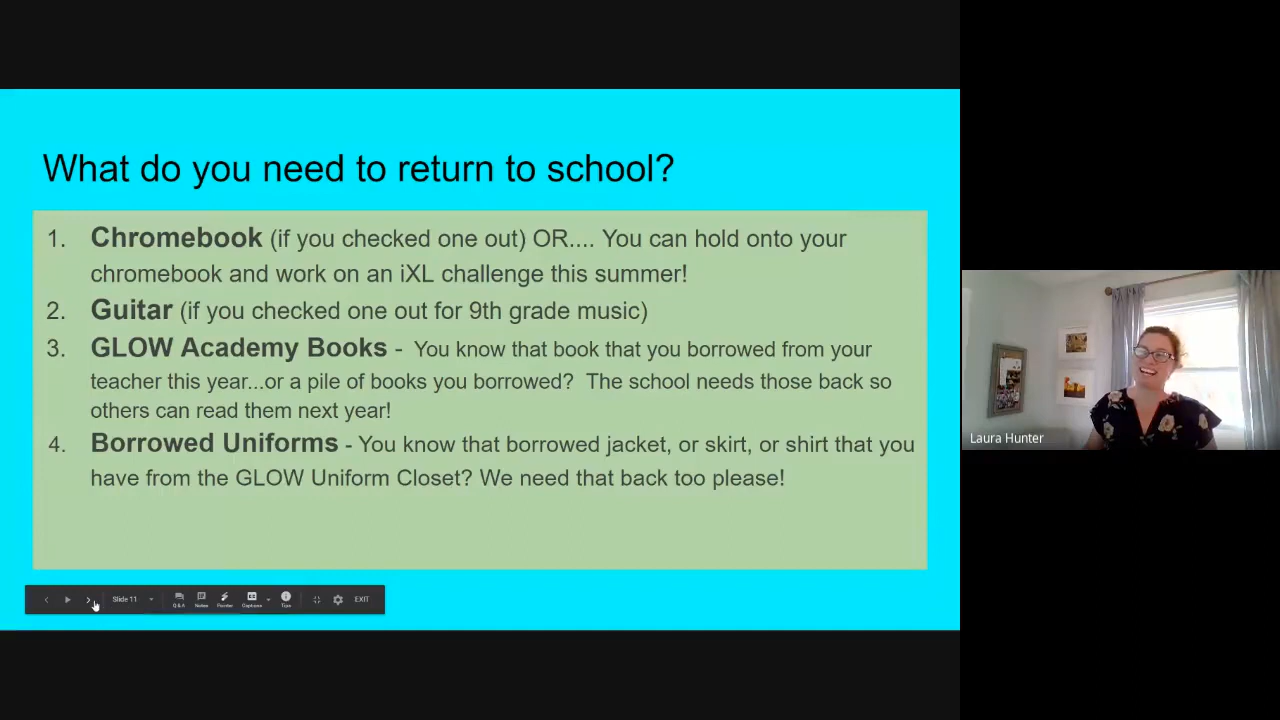 What do you need to return to school?
1. Chromebook (if you checked one out) OR.... You can hold onto your
chromebook and work on an iXL challenge this summer!
2. Guitar (if you checked one out for 9th grade music)
3. GLOW Academy Books - You know that book that you borrowed from your
teacher this year...or a pile of books you borrowed? The school needs those back so
others can read them next year!
4. Borrowed Uniforms - You know that borrowed jacket, or skirt, or shirt that you
have from the GLOW Uniform Closet? We need that back too please!
Laura Hunter
Slide 11
Q&A Notes Pointer Captions Tips
EXIT